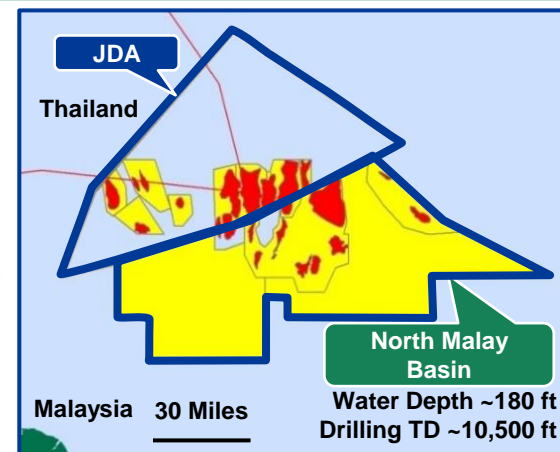 JDA
Thailand
North Malay
Basin
Malaysia 30 Miles
Water Depth ~180 ft
Drilling TD ~10,500 ft